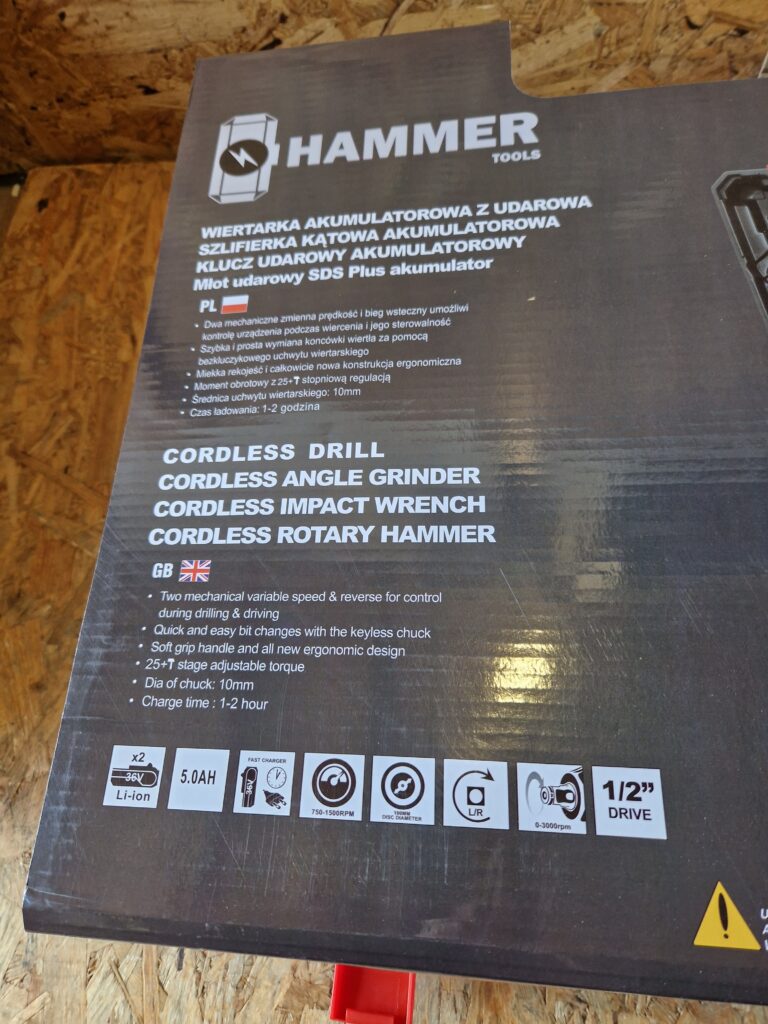 HAMMER
TOOLS
WIERTARKA AKUMULATOROWA Z UDAROWA
SZLIFIERKA KĄTOWA AKUMULATOROWA
KLUCZ UDAROWY AKUMULATOROWY
Młot udarowy SDS Plus akumulator
PL
• Dwa mechaniczne zmienna prędkość i bieg wsteczny umożliwi
kontrolę urządzenia podczas wiercenia i jego sterowalność
• Szybka i prosta wymiana końcówki wiertła za pomocą
bezkluczykowego uchwytu wiertarskiego
• Miekka rekojeść i całkowicie nowa konstrukcja ergonomiczna
• Moment obrotowy z 25+ stopniową regulacją
• Średnica uchwytu wiertarskiego: 10mm
• Czas ładowania: 1-2 godzina
CORDLESS DRILL
CORDLESS ANGLE GRINDER
CORDLESS IMPACT WRENCH
CORDLESS ROTARY HAMMER
GB
• Two mechanical variable speed & reverse for control
during drilling & driving
• Quick and easy bit changes with the keyless chuck
• Soft grip handle and all new ergonomic design
• 25+ stage adjustable torque
• Dia of chuck: 10mm
• Charge time : 1-2 hour
x2
36V
Li-ion
5.0AH
FAST CHARGER
36V
750-1500RPM
100MM
DISC DIAMETER
L/R
0-3000rpm
1/2”
DRIVE